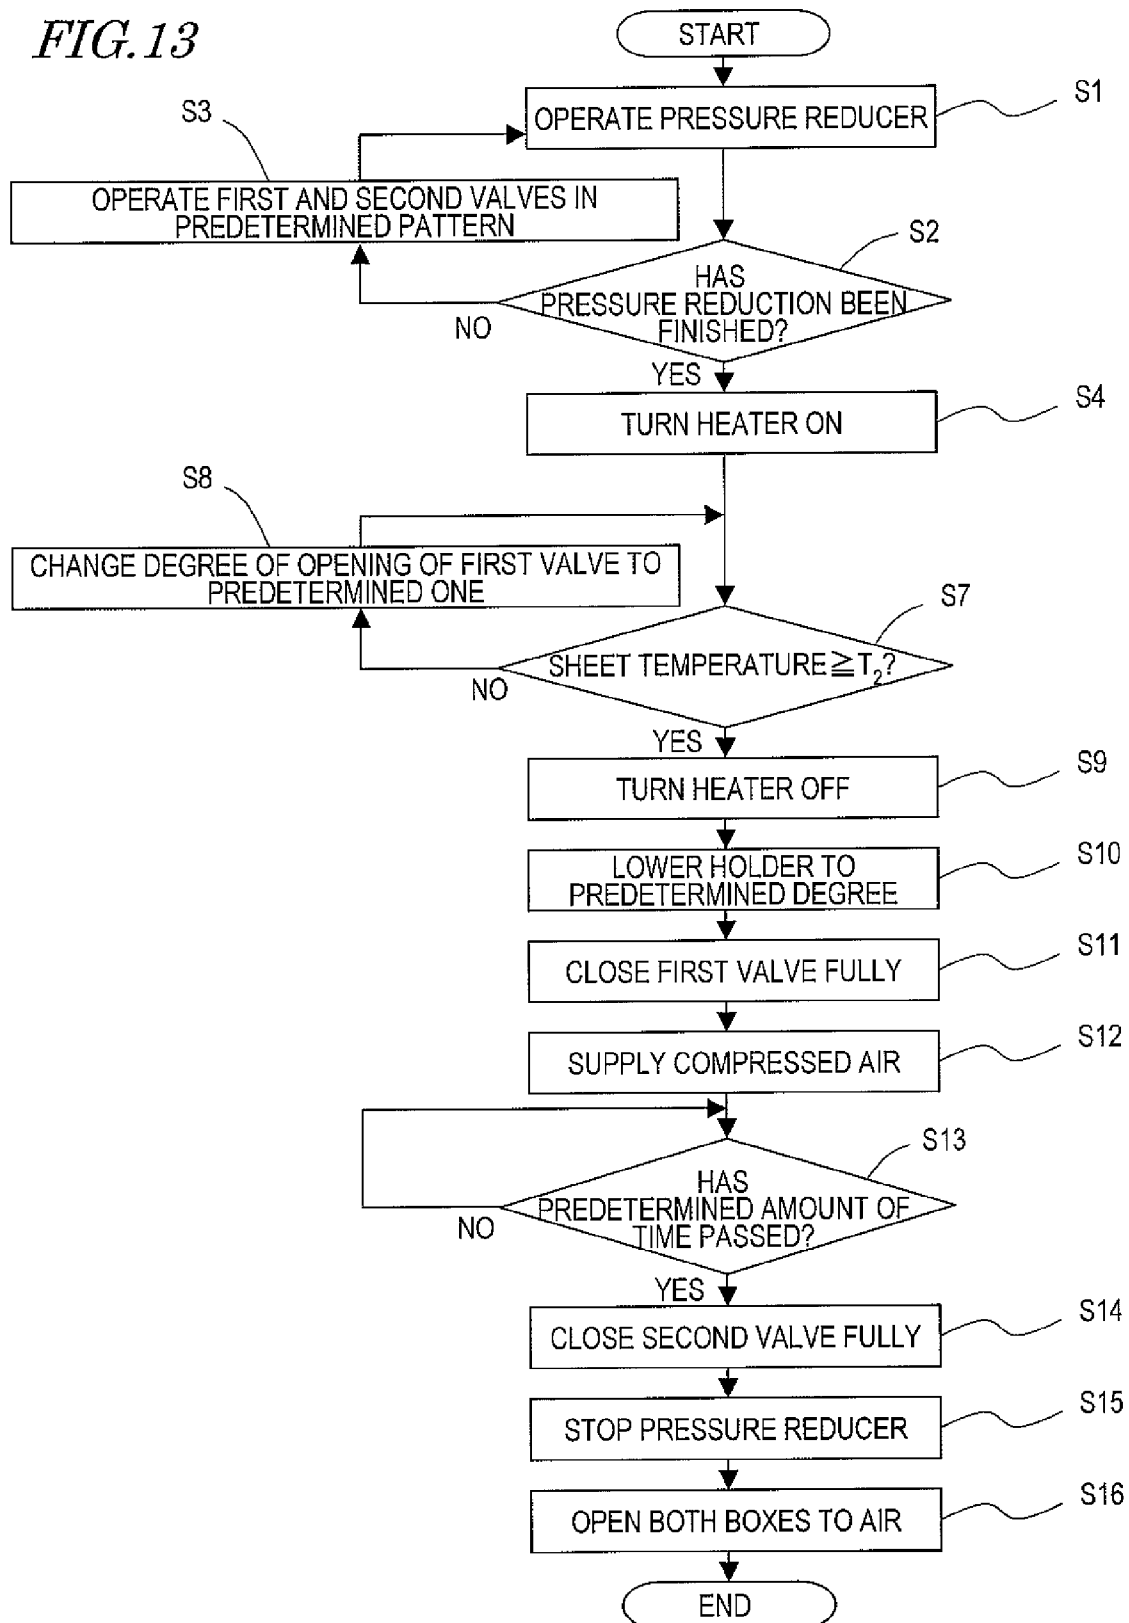 FIG.13
START
OPERATE PRESSURE REDUCER
S1
S3
OPERATE FIRST AND SECOND VALVES IN
PREDETERMINED PATTERN
S2
HAS
PRESSURE REDUCTION BEEN
FINISHED?
NO
YES
TURN HEATER ON
S4
S8
CHANGE DEGREE OF OPENING OF FIRST VALVE TO
PREDETERMINED ONE
S7
SHEET TEMPERATURE≧T₂?
NO
YES
TURN HEATER OFF
S9
LOWER HOLDER TO
PREDETERMINED DEGREE
S10
CLOSE FIRST VALVE FULLY
S11
SUPPLY COMPRESSED AIR
S12
S13
HAS
PREDETERMINED AMOUNT OF
TIME PASSED?
NO
YES
CLOSE SECOND VALVE FULLY
S14
STOP PRESSURE REDUCER
S15
OPEN BOTH BOXES TO AIR
S16
END